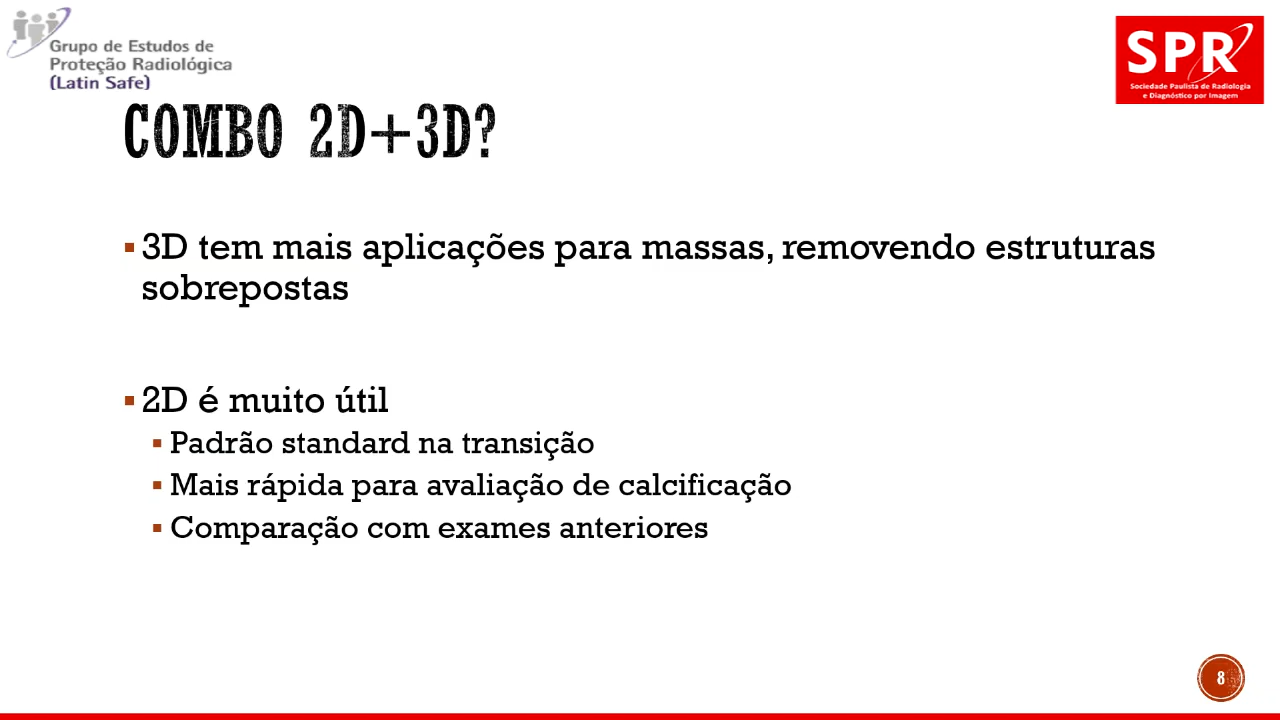 Grupo de Estudos de
Proteção Radiológica
(Latin Safe)
SPR
Sociedade Paulista de Radiologia
e Diagnóstico por Imagem
COMBO 2D+3D?
3D tem mais aplicações para massas, removendo estruturas
sobrepostas
2D é muito útil
Padrão standard na transição
Mais rápida para avaliação de calcificação
Comparação com exames anteriores
8